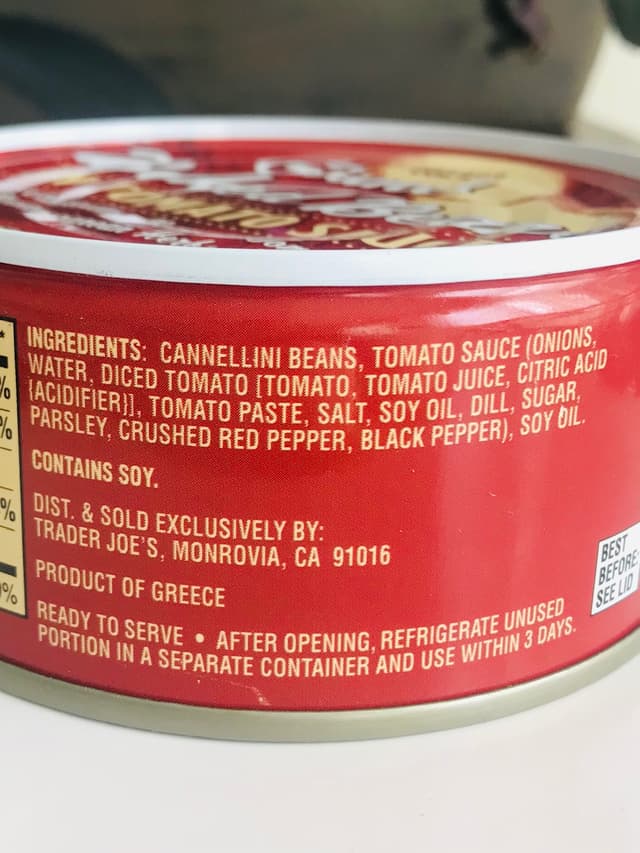 TOMATO
INGREDIENTS: CANNELLINI BEANS, TOMATO SAUCE (ONIONS,
WATER, DICED TOMATO [TOMATO, TOMATO JUICE, CITRIC ACID
{ACIDIFIER}], TOMATO PASTE, SALT, SOY OIL, DILL, SUGAR,
PARSLEY, CRUSHED RED PEPPER, BLACK PEPPER), SOY OIL.
CONTAINS SOY.
DIST. & SOLD EXCLUSIVELY BY:
TRADER JOE'S, MONROVIA, CA 91016
PRODUCT OF GREECE
READY TO SERVE • AFTER OPENING, REFRIGERATE UNUSED
PORTION IN A SEPARATE CONTAINER AND USE WITHIN 3 DAYS.
BEST
BEFORE:
SEE LID